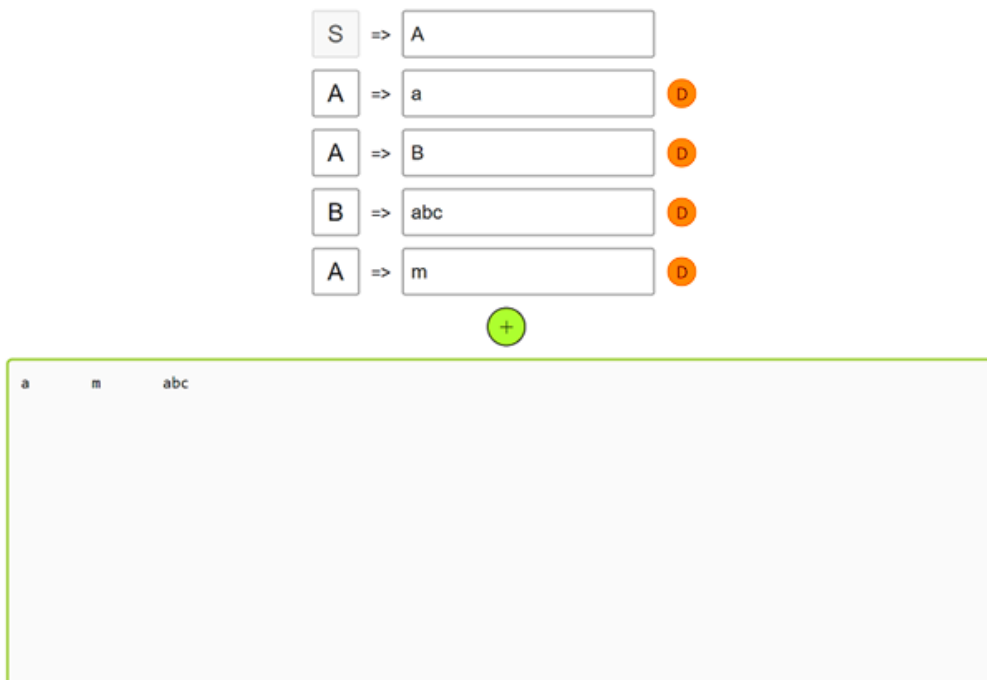 S => A
A => a D
A => B D
B => abc D
A => m D
+
a m abc